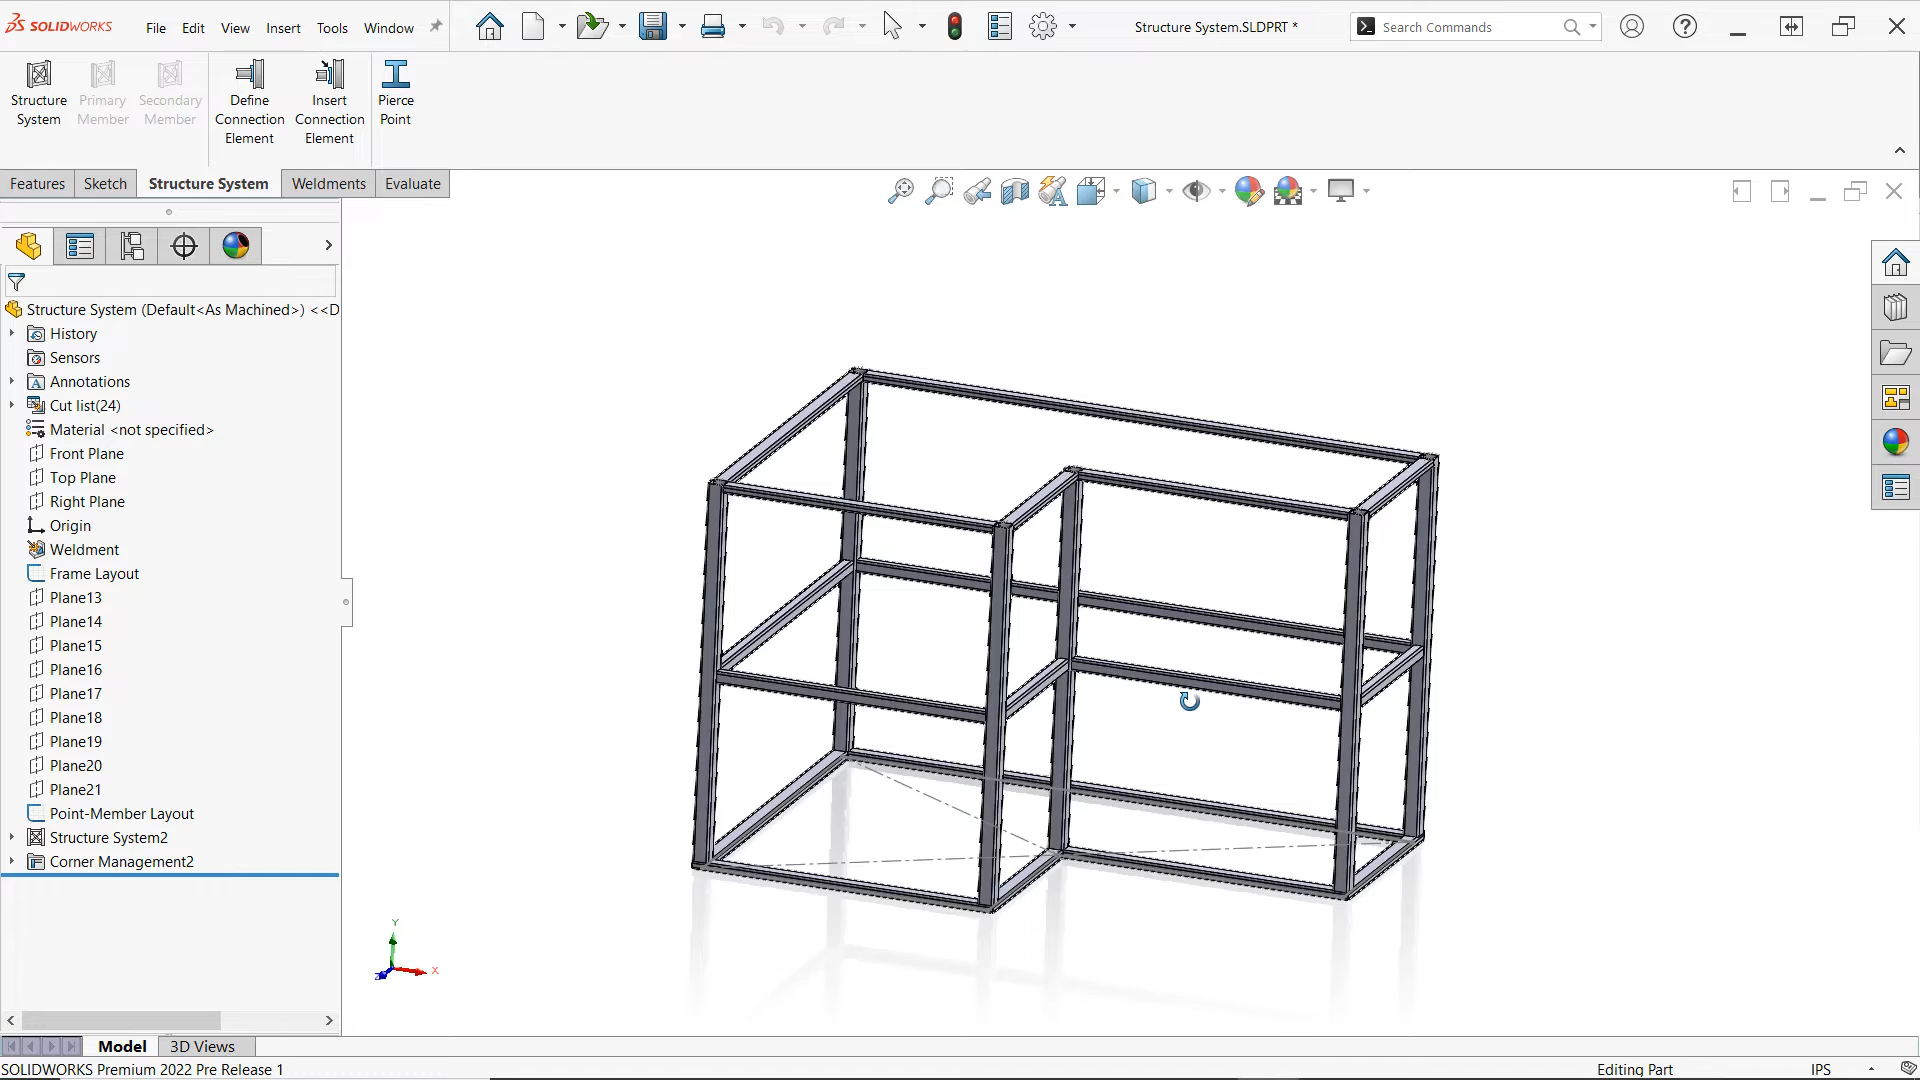 SOLIDWORKS File Edit View Insert Tools Window Structure System.SLDPRT * Search Commands
Structure System
Primary Member
Secondary Member
Define Connection Element
Insert Connection Element
Pierce Point
Features Sketch Structure System Weldments Evaluate
Structure System (Default<As Machined>) <<D
History
Sensors
Annotations
Cut list(24)
Material <not specified>
Front Plane
Top Plane
Right Plane
Origin
Weldment
Frame Layout
Plane13
Plane14
Plane15
Plane16
Plane17
Plane18
Plane19
Plane20
Plane21
Point-Member Layout
Structure System2
Corner Management2
Y
X
Z
Model 3D Views
SOLIDWORKS Premium 2022 Pre Release 1 Editing Part IPS